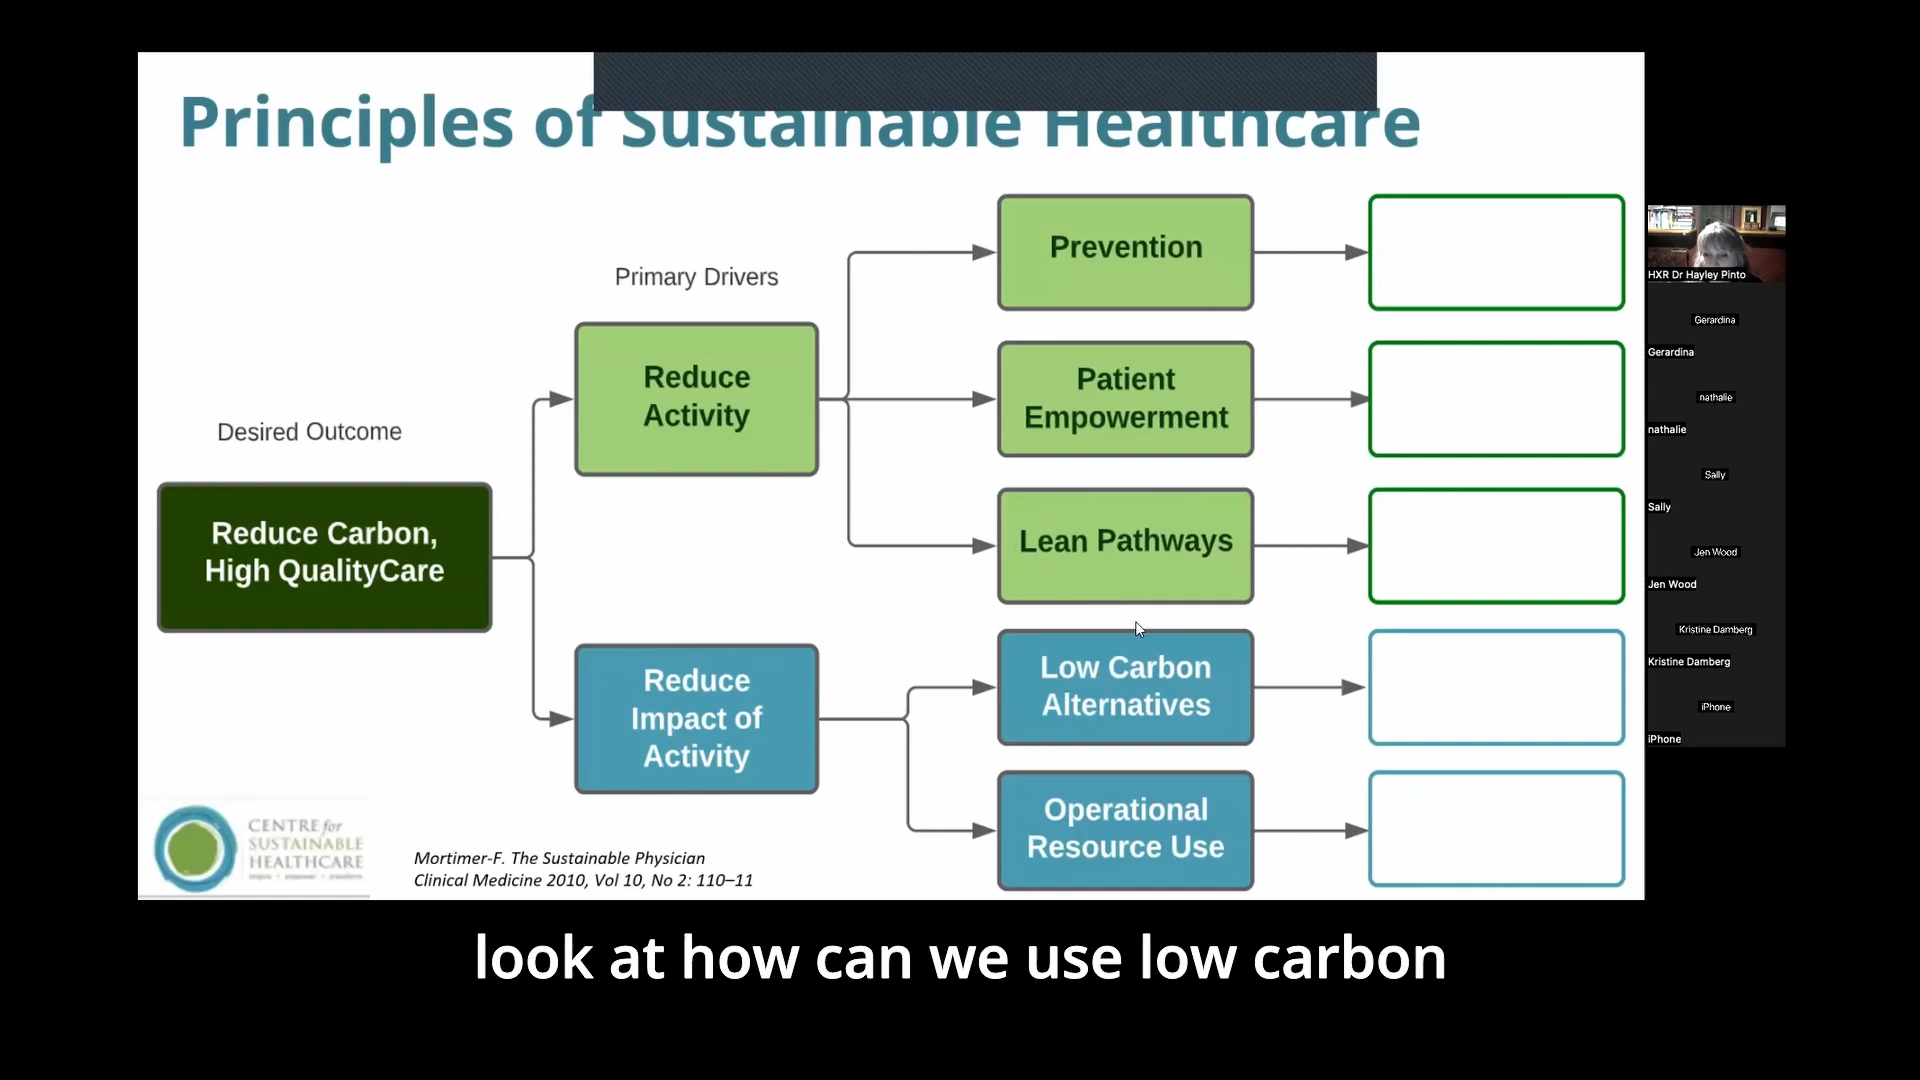 Principles of Sustainable Healthcare
Primary Drivers
Desired Outcome
Reduce Carbon,
High QualityCare
Reduce
Activity
Reduce
Impact of
Activity
Prevention
Patient
Empowerment
Lean Pathways
Low Carbon
Alternatives
Operational
Resource Use
CENTRE for
SUSTAINABLE
HEALTHCARE
Mortimer-F. The Sustainable Physician
Clinical Medicine 2010, Vol 10, No 2: 110–11
HXR Dr Hayley Pinto
Gerardina
Gerardina
nathalie
nathalie
Sally
Sally
Jen Wood
Jen Wood
Kristine Damberg
Kristine Damberg
iPhone
iPhone
look at how can we use low carbon